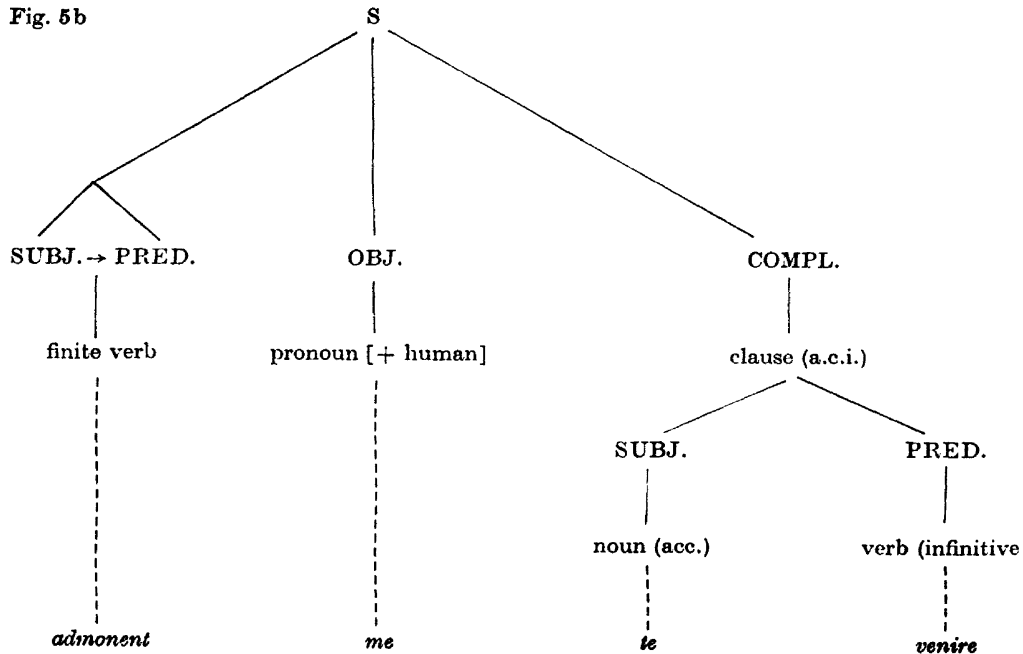 Fig. 5b
S
SUBJ. → PRED.
OBJ.
COMPL.
finite verb
pronoun [+ human]
clause (a.c.i.)
SUBJ.
PRED.
noun (acc.)
verb (infinitive
admonent
me
te
venire